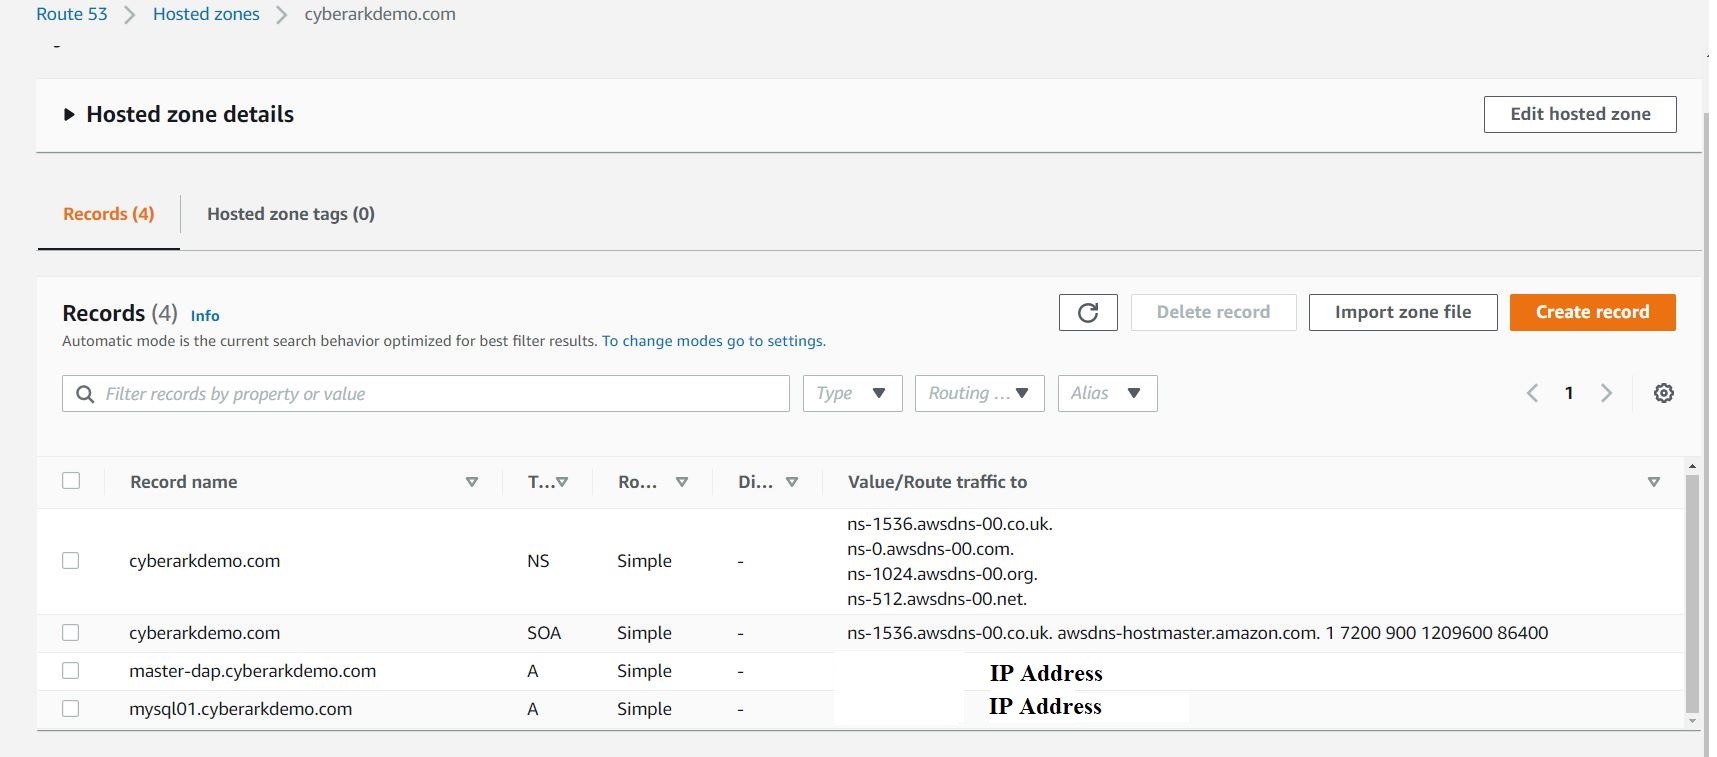 Route 53 > Hosted zones > cyberarkdemo.com
Hosted zone details
Edit hosted zone
Records (4)
Hosted zone tags (0)
Records (4) Info
Delete record
Import zone file
Create record
Automatic mode is the current search behavior optimized for best filter results. To change modes go to settings.
Filter records by property or value
Type
Routing ...
Alias
1
Record name T... Ro... Di... Value/Route traffic to
ns-1536.awsdns-00.co.uk.
ns-0.awsdns-00.com.
cyberarkdemo.com NS Simple -
ns-1024.awsdns-00.org.
ns-512.awsdns-00.net.
cyberarkdemo.com SOA Simple - ns-1536.awsdns-00.co.uk. awsdns-hostmaster.amazon.com. 1 7200 900 1209600 86400
master-dap.cyberarkdemo.com A Simple - IP Address
mysql01.cyberarkdemo.com A Simple - IP Address